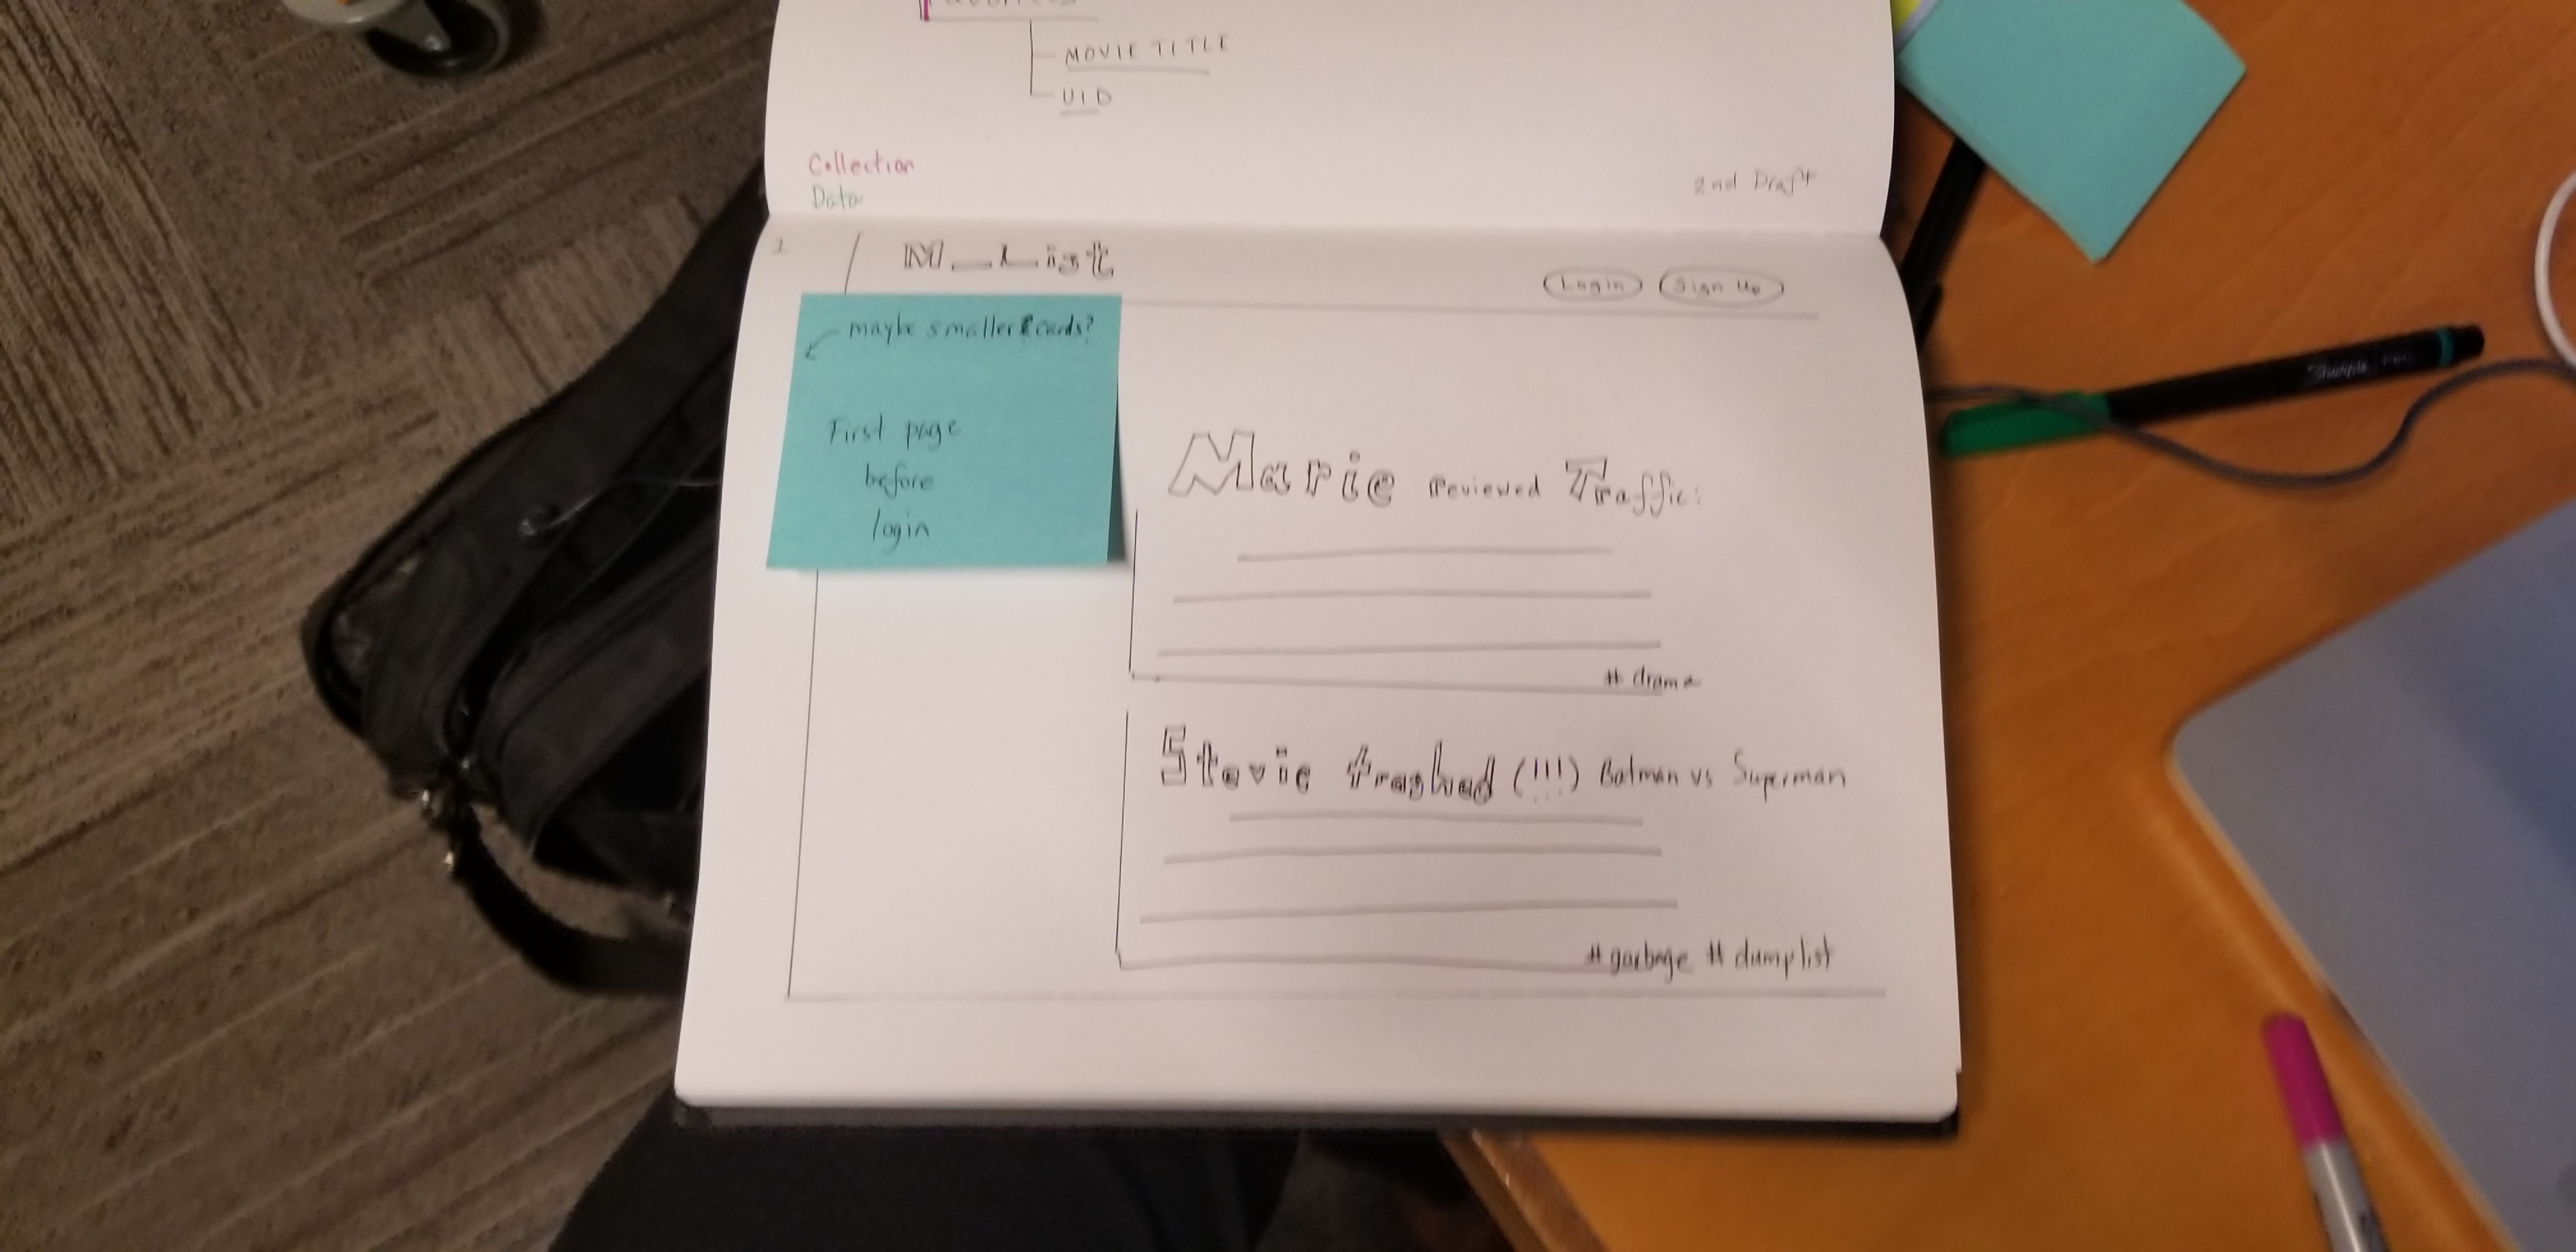 MOVIE TITLE
UID
Collection
Data
2nd Draft
1
M_List
Login Sign Up
maybe smaller cards?
First page
before
login
Marie reviewed Traffic:
# drama
Stevie trashed (!!!) Batman vs Superman
# garbage # dumplist
Sharpie Pen